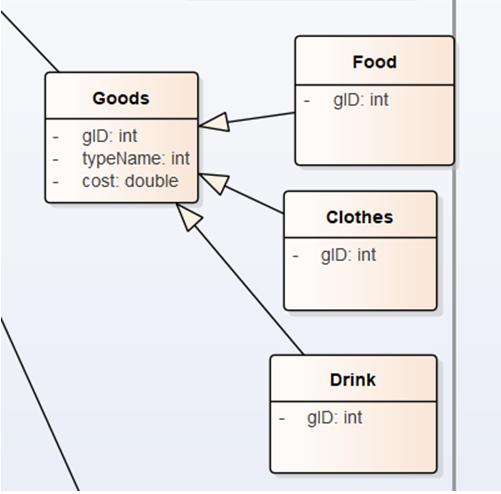 Goods
- gID: int
- typeName: int
- cost: double
Food
- gID: int
Clothes
- gID: int
Drink
- gID: int